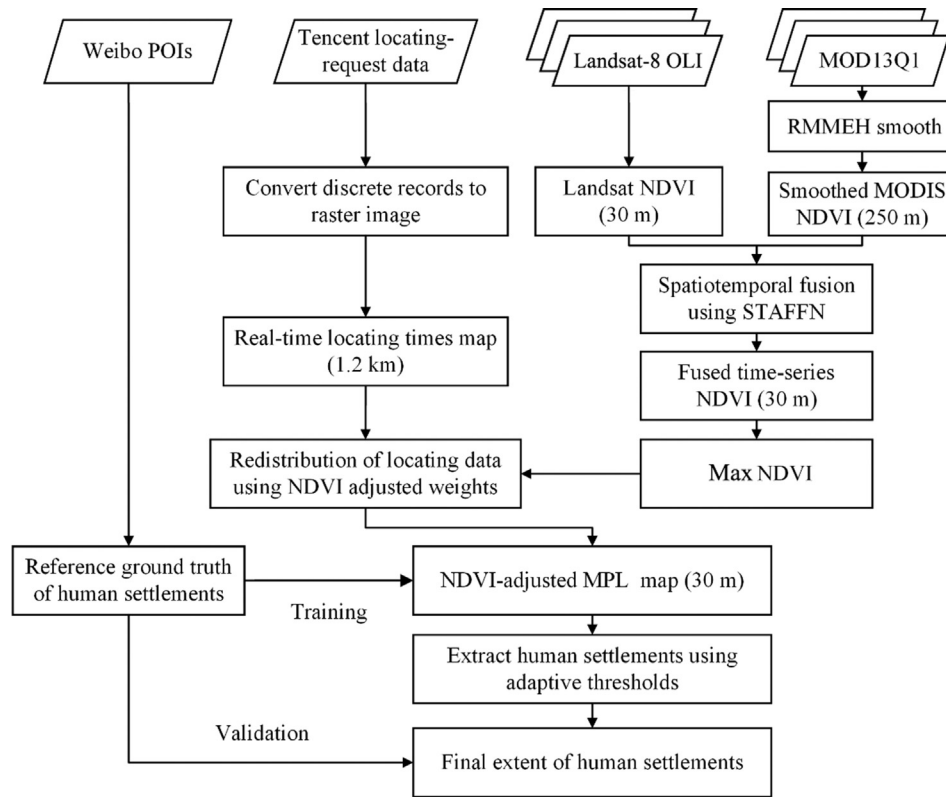 Weibo POIs
Tencent locating-
request data
Landsat-8 OLI
MOD13Q1
RMMEH smooth
Convert discrete records to
raster image
Landsat NDVI
(30 m)
Smoothed MODIS
NDVI (250 m)
Spatiotemporal fusion
using STAFFN
Real-time locating times map
(1.2 km)
Fused time-series
NDVI (30 m)
Redistribution of locating data
using NDVI adjusted weights
Max NDVI
Reference ground truth
of human settlements
Training
NDVI-adjusted MPL map (30 m)
Extract human settlements using
adaptive thresholds
Validation
Final extent of human settlements